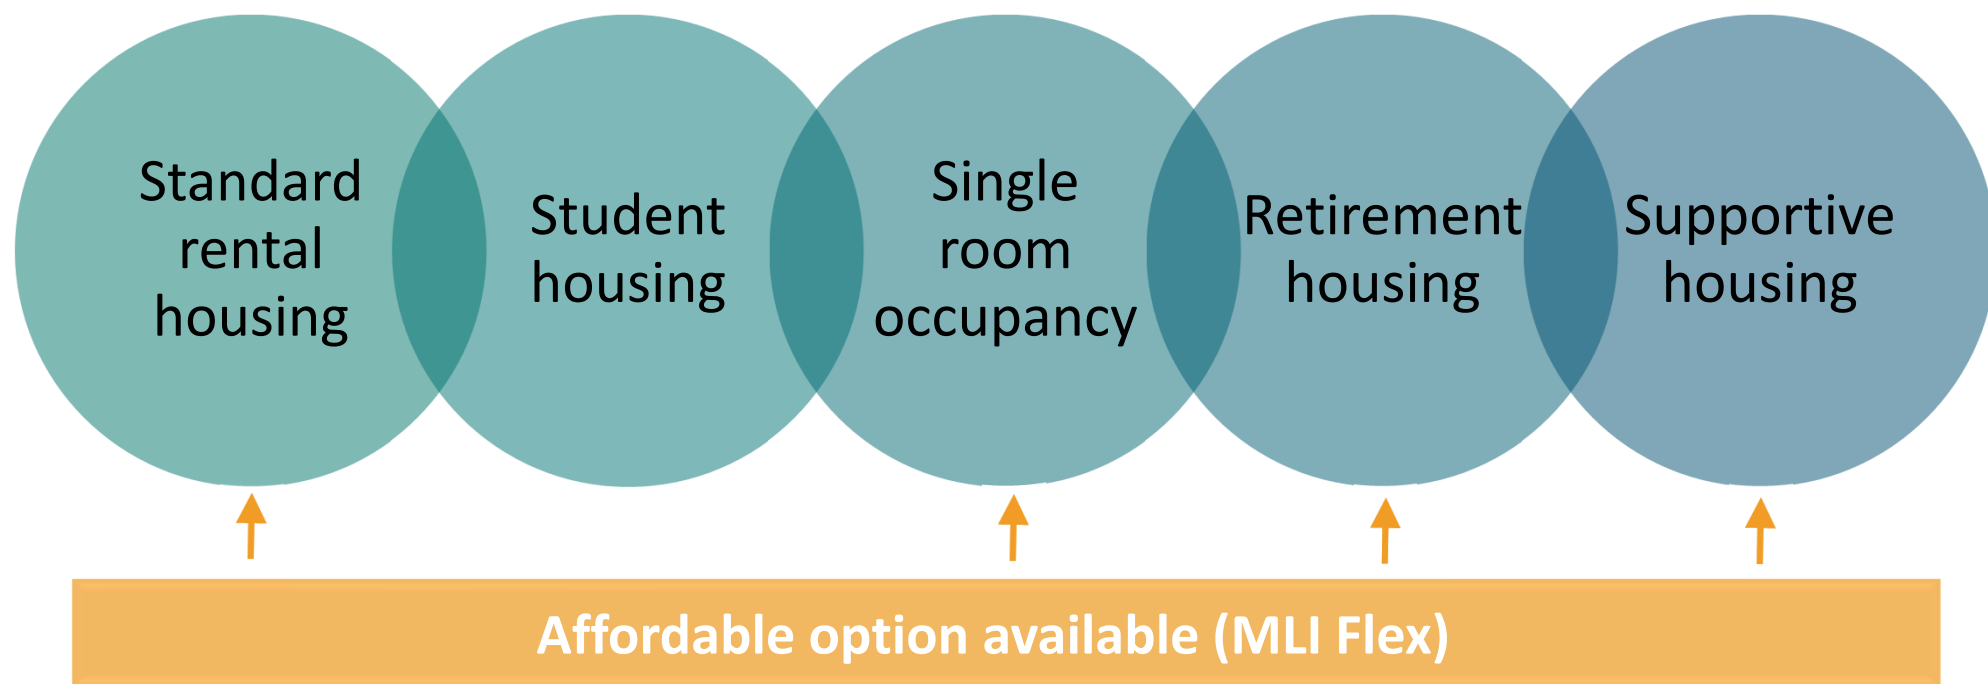 Standard
rental
housing
Student
housing
Single
room
occupancy
Retirement
housing
Supportive
housing
Affordable option available (MLI Flex)